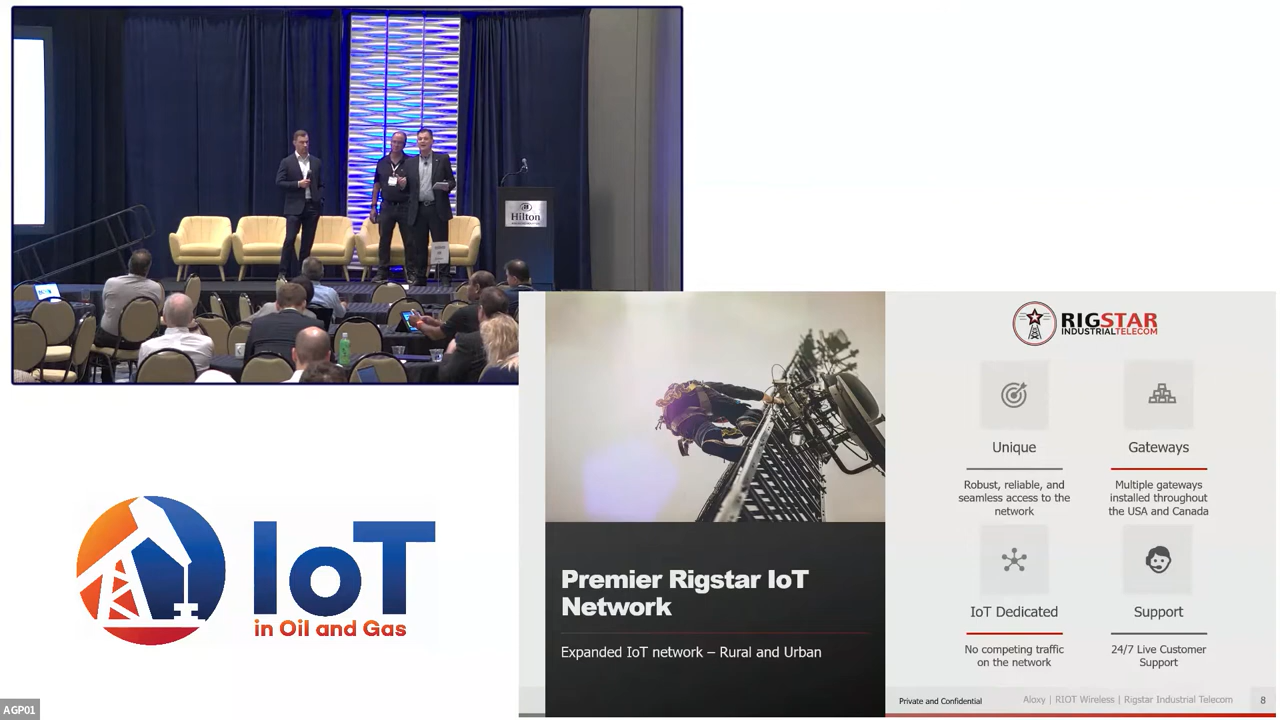 Hilton
RIGSTAR
INDUSTRIALTELECOM
Unique
Robust, reliable, and
seamless access to the
network
Gateways
Multiple gateways
installed throughout
the USA and Canada
IoT
in Oil and Gas
Premier Rigstar IoT
Network
Expanded IoT network – Rural and Urban
IoT Dedicated
No competing traffic
on the network
Support
24/7 Live Customer
Support
Private and Confidential
Aloxy | RIOT Wireless | Rigstar Industrial Telecom
8
AGP01